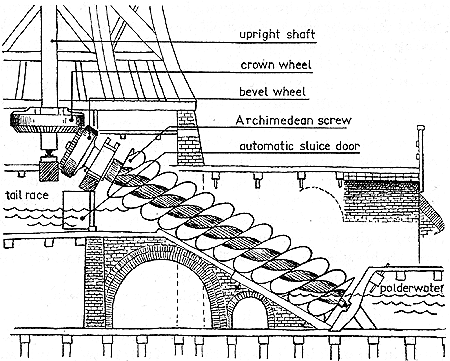 upright shaft
crown wheel
bevel wheel
Archimedean screw
automatic sluice door
tail race
polderwater